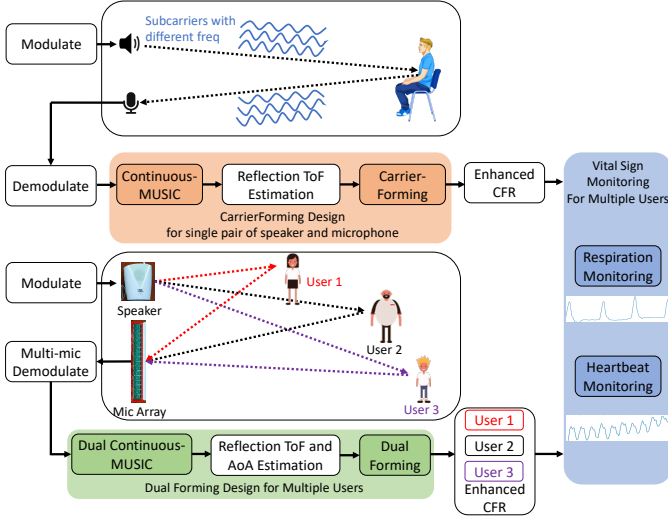 Modulate
Subcarriers with
different freq
Demodulate
Continuous-
MUSIC
Reflection ToF
Estimation
Carrier-
Forming
Enhanced
CFR
CarrierForming Design
for single pair of speaker and microphone
Vital Sign
Monitoring
For Multiple Users
Respiration
Monitoring
Heartbeat
Monitoring
Modulate
Speaker
User 1
User 2
User 3
Multi-mic
Demodulate
Mic Array
Dual Continuous-
MUSIC
Reflection ToF and
AoA Estimation
Dual
Forming
Dual Forming Design for Multiple Users
User 1
User 2
User 3
Enhanced
CFR